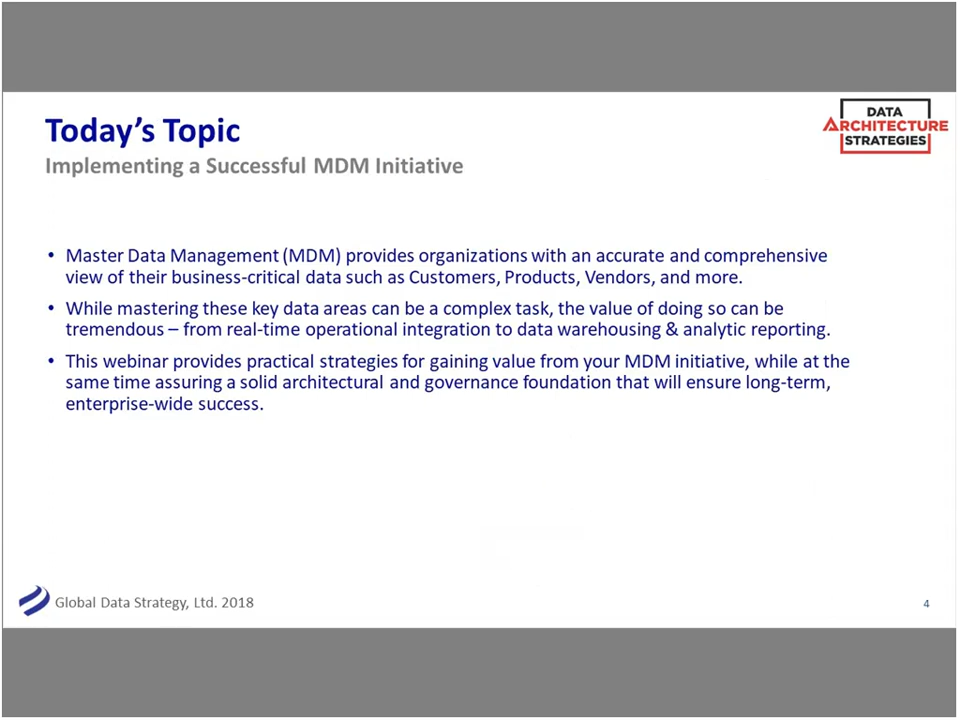 Today's Topic
Implementing a Successful MDM Initiative
DATA
ARCHITECTURE
STRATEGIES
• Master Data Management (MDM) provides organizations with an accurate and comprehensive
view of their business-critical data such as Customers, Products, Vendors, and more.
• While mastering these key data areas can be a complex task, the value of doing so can be
tremendous – from real-time operational integration to data warehousing & analytic reporting.
• This webinar provides practical strategies for gaining value from your MDM initiative, while at the
same time assuring a solid architectural and governance foundation that will ensure long-term,
enterprise-wide success.
Global Data Strategy, Ltd. 2018
4